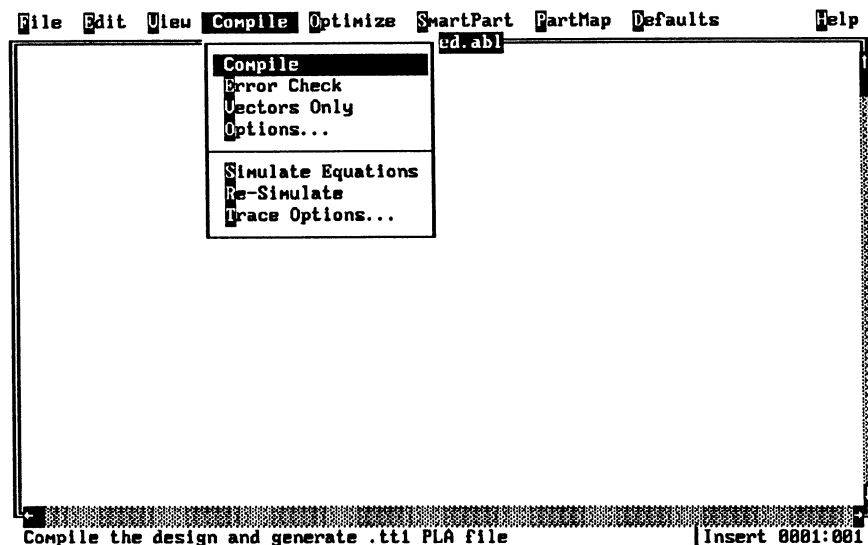 File Edit View Compile Optimize SmartPart PartMap Defaults Help
ed.abl
Compile
Error Check
Vectors Only
Options...
Simulate Equations
Re-Simulate
Trace Options...
Compile the design and generate .tt1 PLA file Insert 0001:001